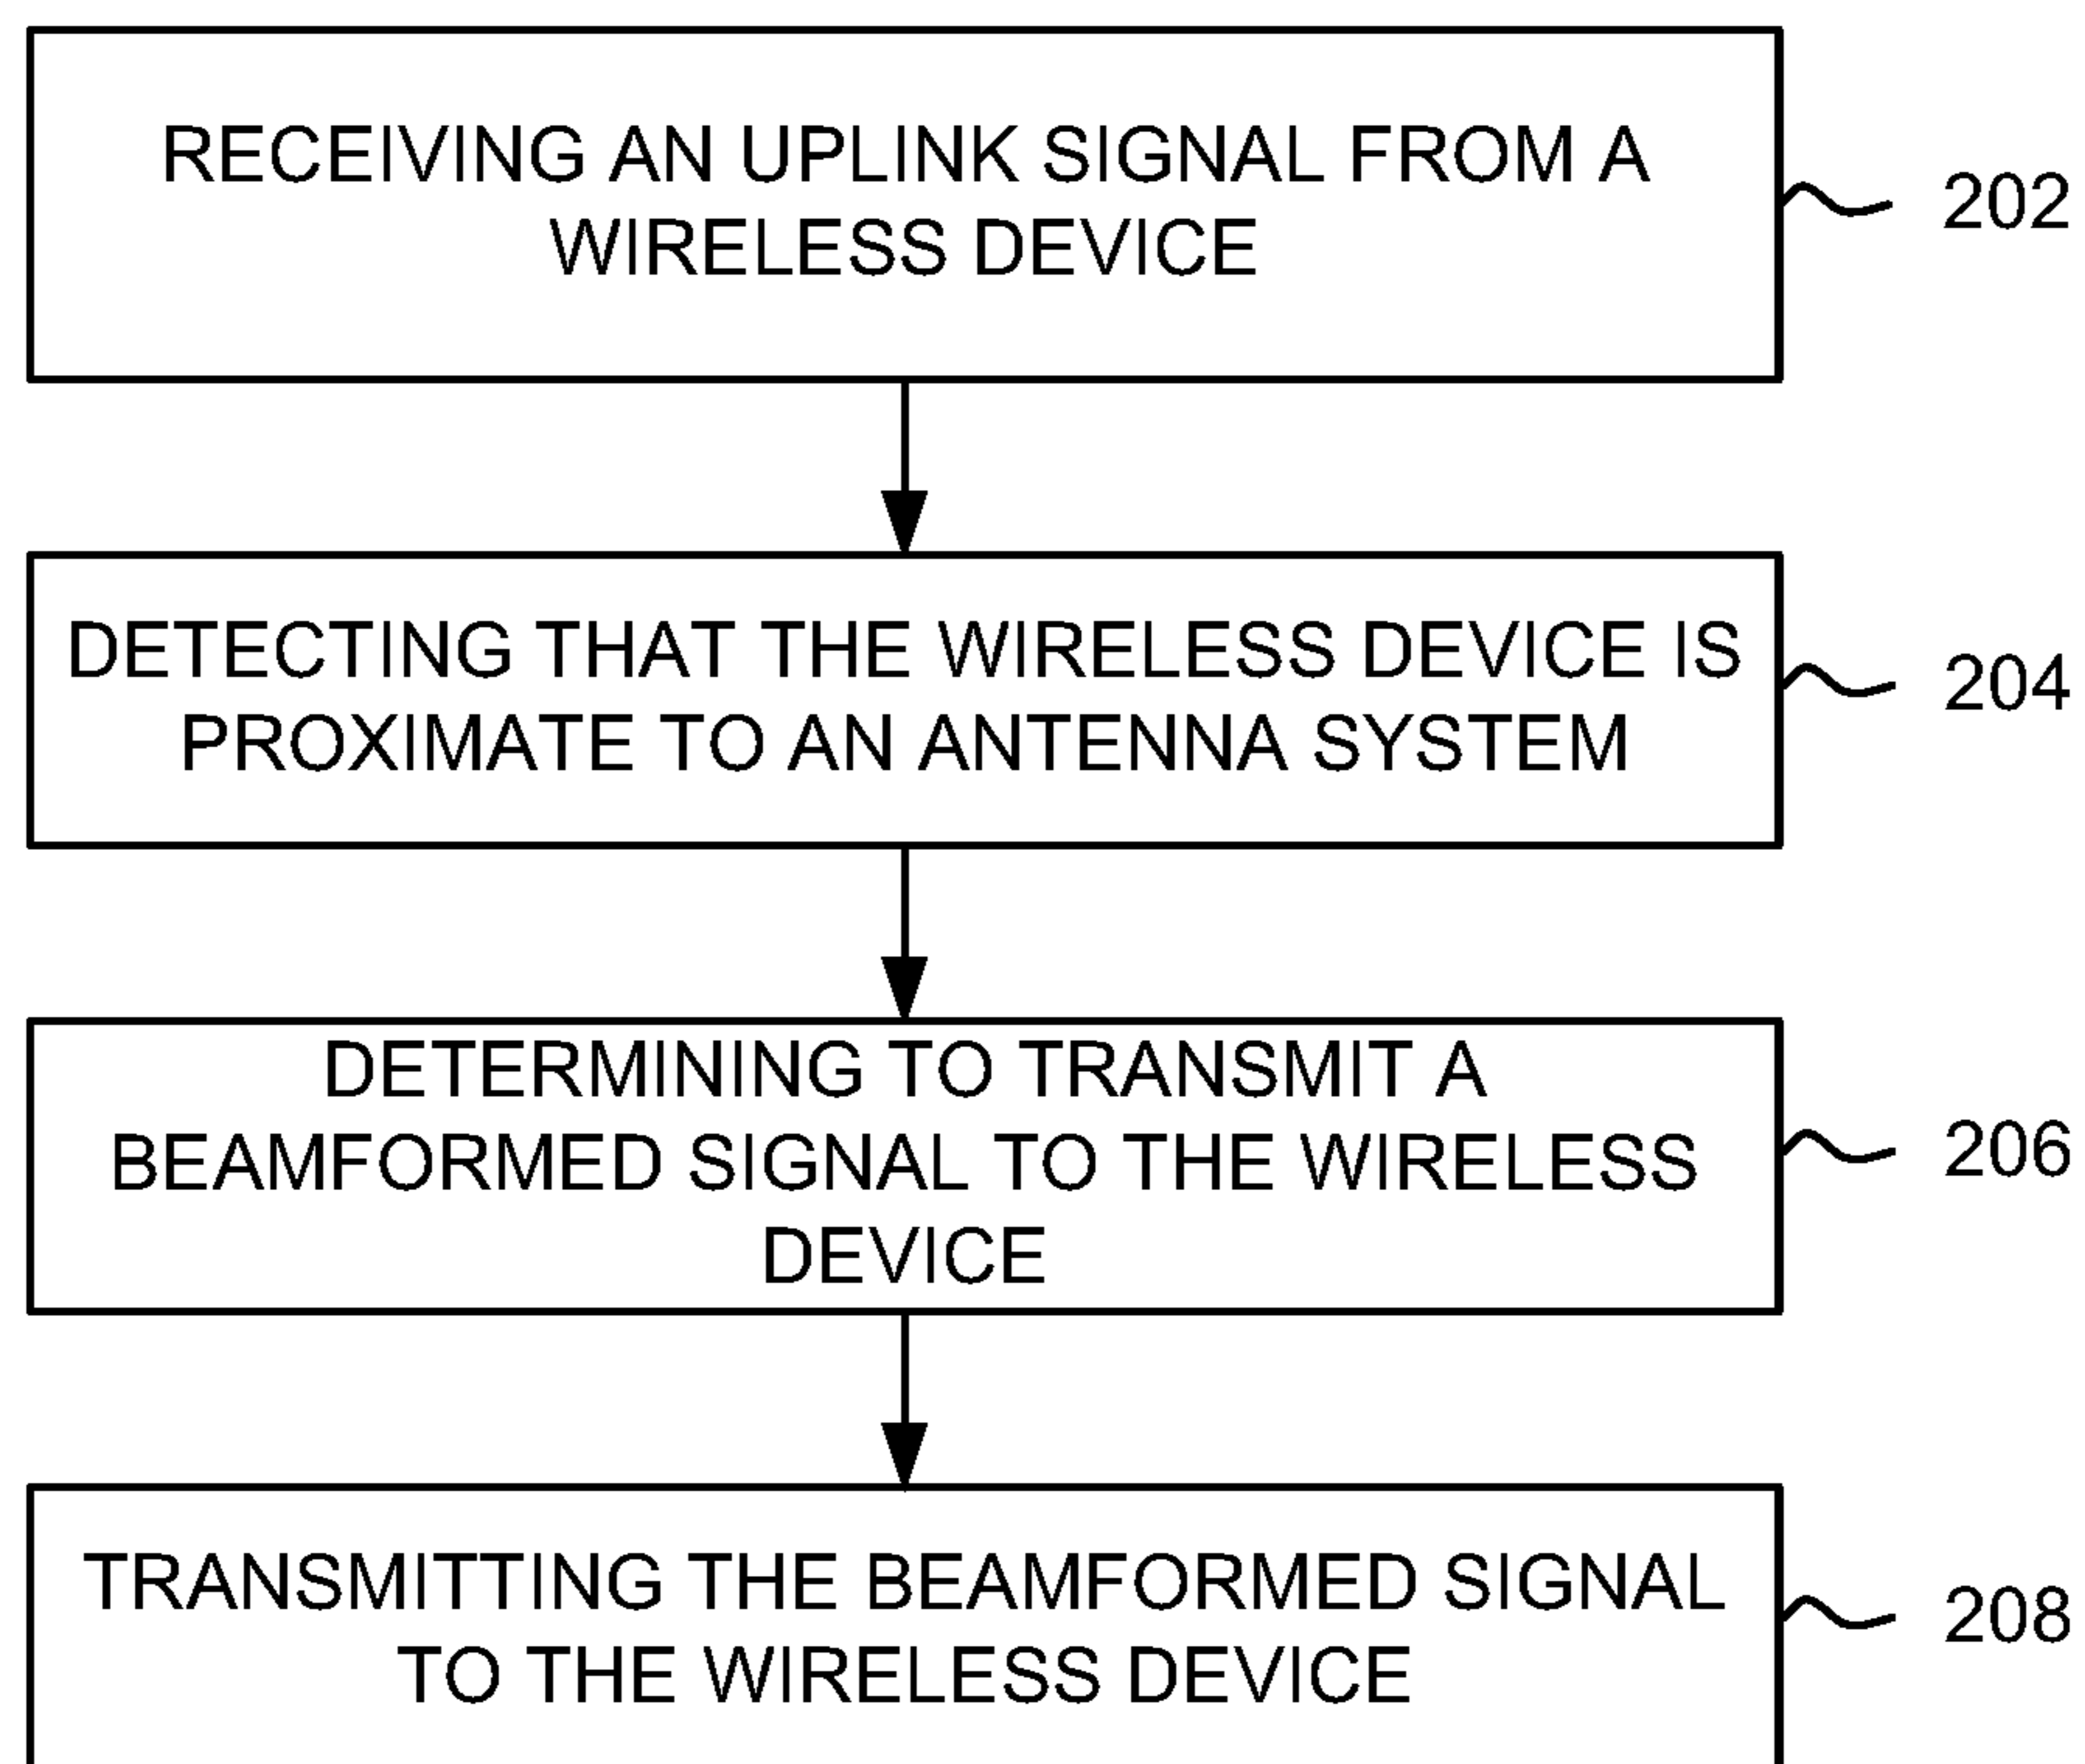 RECEIVING AN UPLINK SIGNAL FROM A
WIRELESS DEVICE
202
DETECTING THAT THE WIRELESS DEVICE IS
PROXIMATE TO AN ANTENNA SYSTEM
204
DETERMINING TO TRANSMIT A
BEAMFORMED SIGNAL TO THE WIRELESS
DEVICE
206
TRANSMITTING THE BEAMFORMED SIGNAL
TO THE WIRELESS DEVICE
208